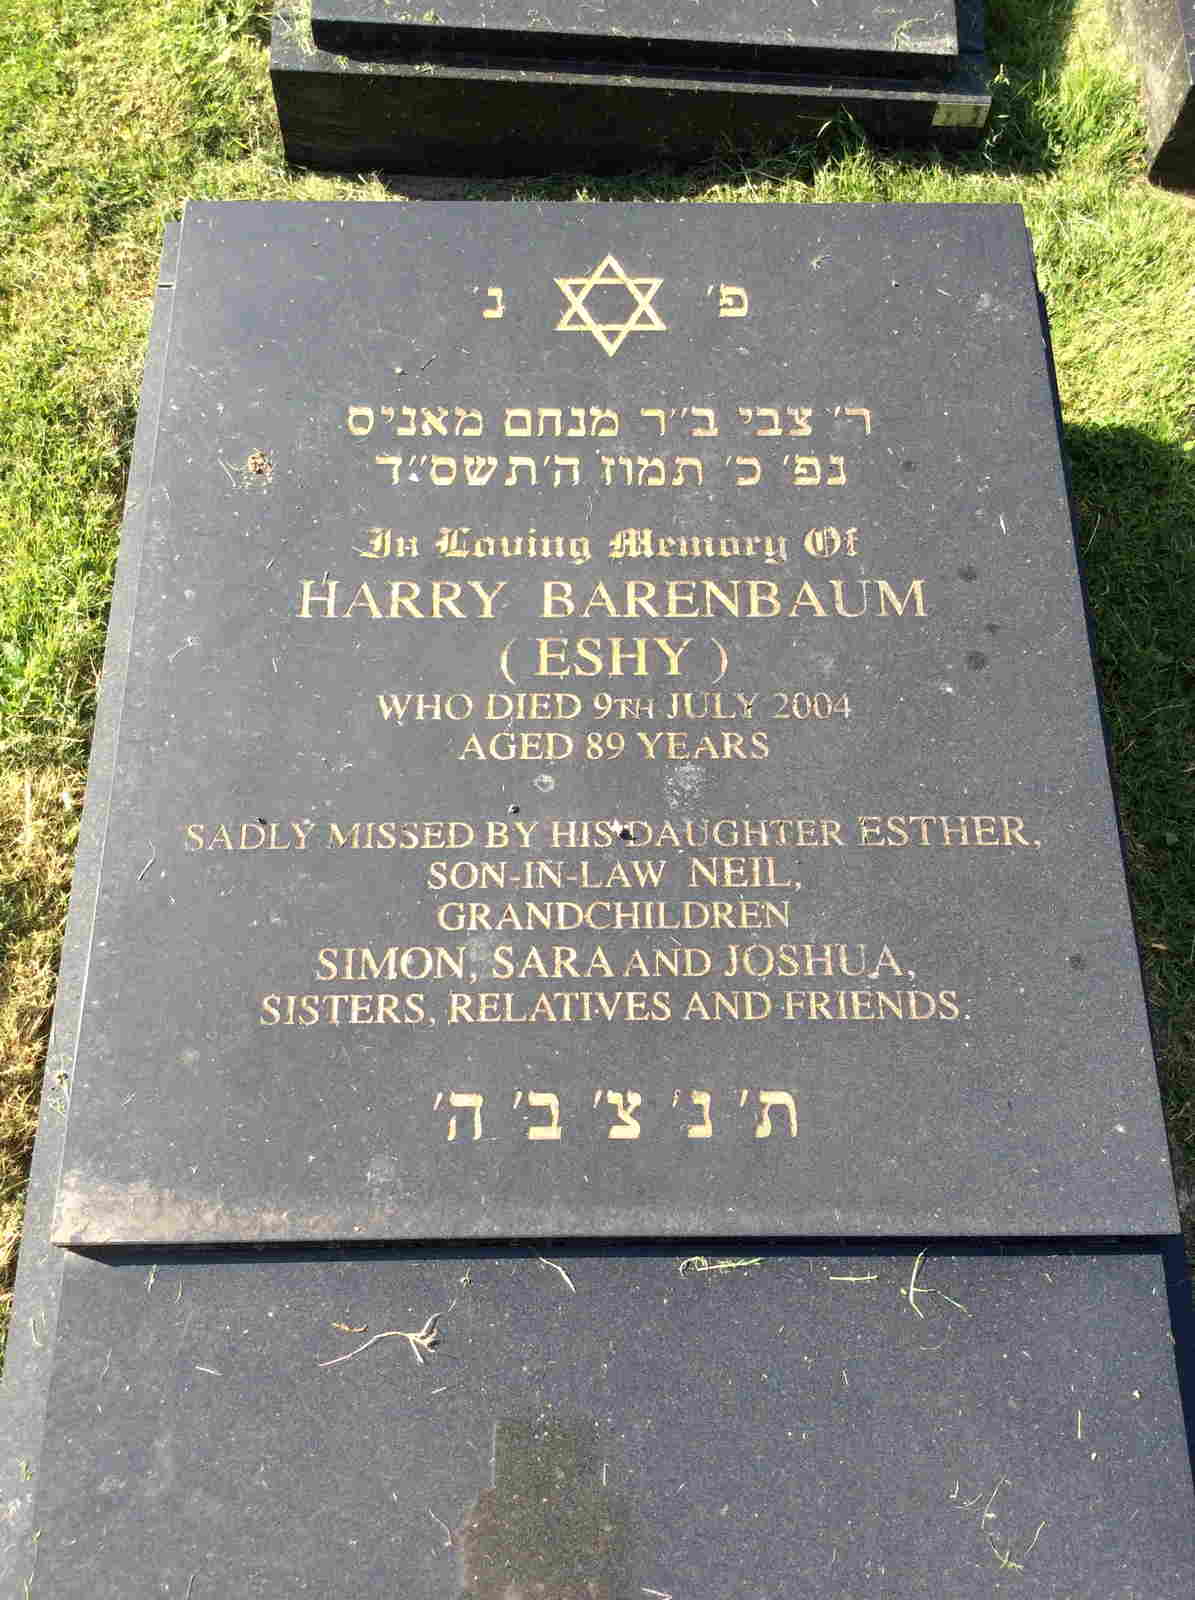 פ' נ'
ר' צבי ב"ר מנחם מאניס
נפ' כ' תמוז ה'תשס"ד
In Loving Memory Of
HARRY BARENBAUM
( ESHY )
WHO DIED 9TH JULY 2004
AGED 89 YEARS
SADLY MISSED BY HIS DAUGHTER ESTHER,
SON-IN-LAW NEIL,
GRANDCHILDREN
SIMON, SARA AND JOSHUA,
SISTERS, RELATIVES AND FRIENDS.
ת' נ' צ' ב' ה'